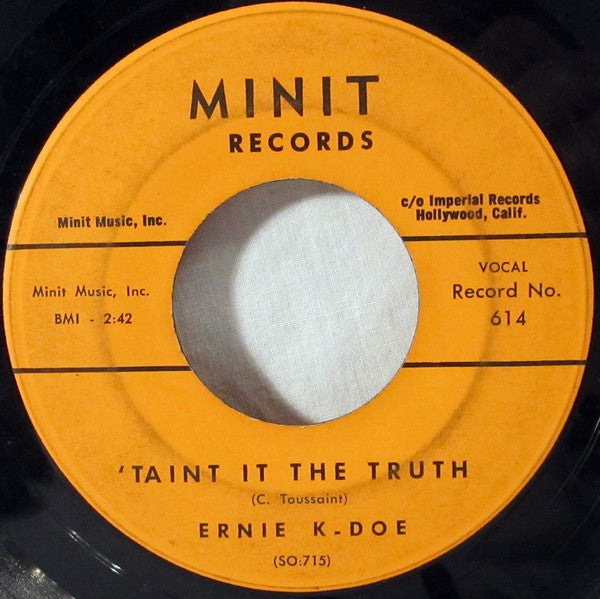 MINIT
RECORDS
Minit Music, Inc.
c/o Imperial Records
Hollywood, Calif.
Minit Music, Inc.
BMI - 2:42
VOCAL
Record No.
614
'TAINT IT THE TRUTH
(C. Toussaint)
ERNIE K-DOE
(SO:715)